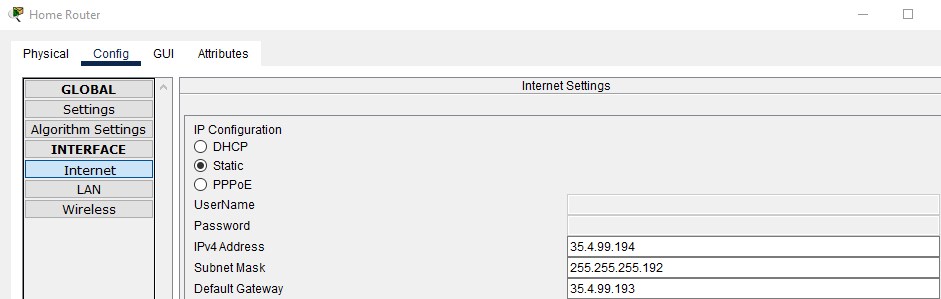 Home Router
Physical Config GUI Attributes
GLOBAL
Settings
Algorithm Settings
INTERFACE
Internet
LAN
Wireless
Internet Settings
IP Configuration
DHCP
Static
PPPoE
UserName
Password
IPv4 Address 35.4.99.194
Subnet Mask 255.255.255.192
Default Gateway 35.4.99.193